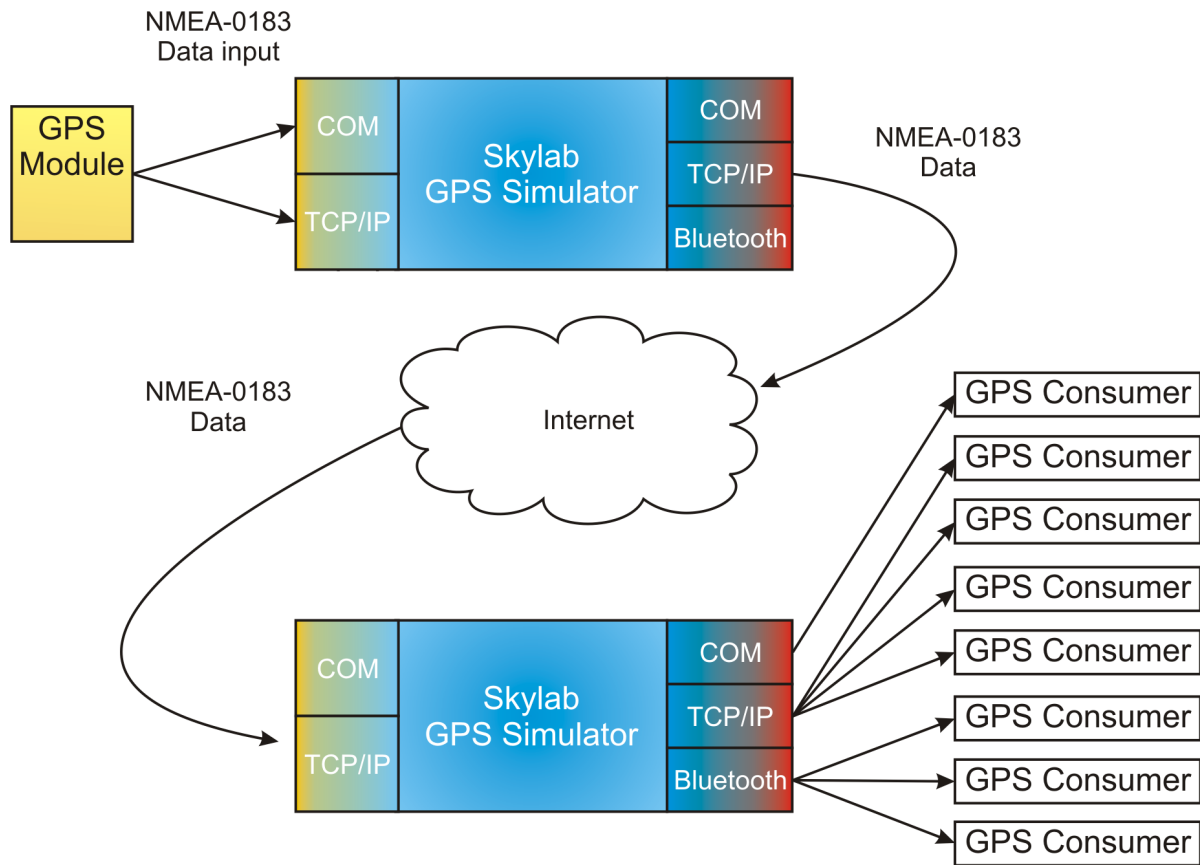 NMEA-0183
Data input
GPS
Module
COM
TCP/IP
Skylab
GPS Simulator
COM
TCP/IP
Bluetooth
NMEA-0183
Data
Internet
NMEA-0183
Data
COM
TCP/IP
Skylab
GPS Simulator
COM
TCP/IP
Bluetooth
GPS Consumer
GPS Consumer
GPS Consumer
GPS Consumer
GPS Consumer
GPS Consumer
GPS Consumer
GPS Consumer